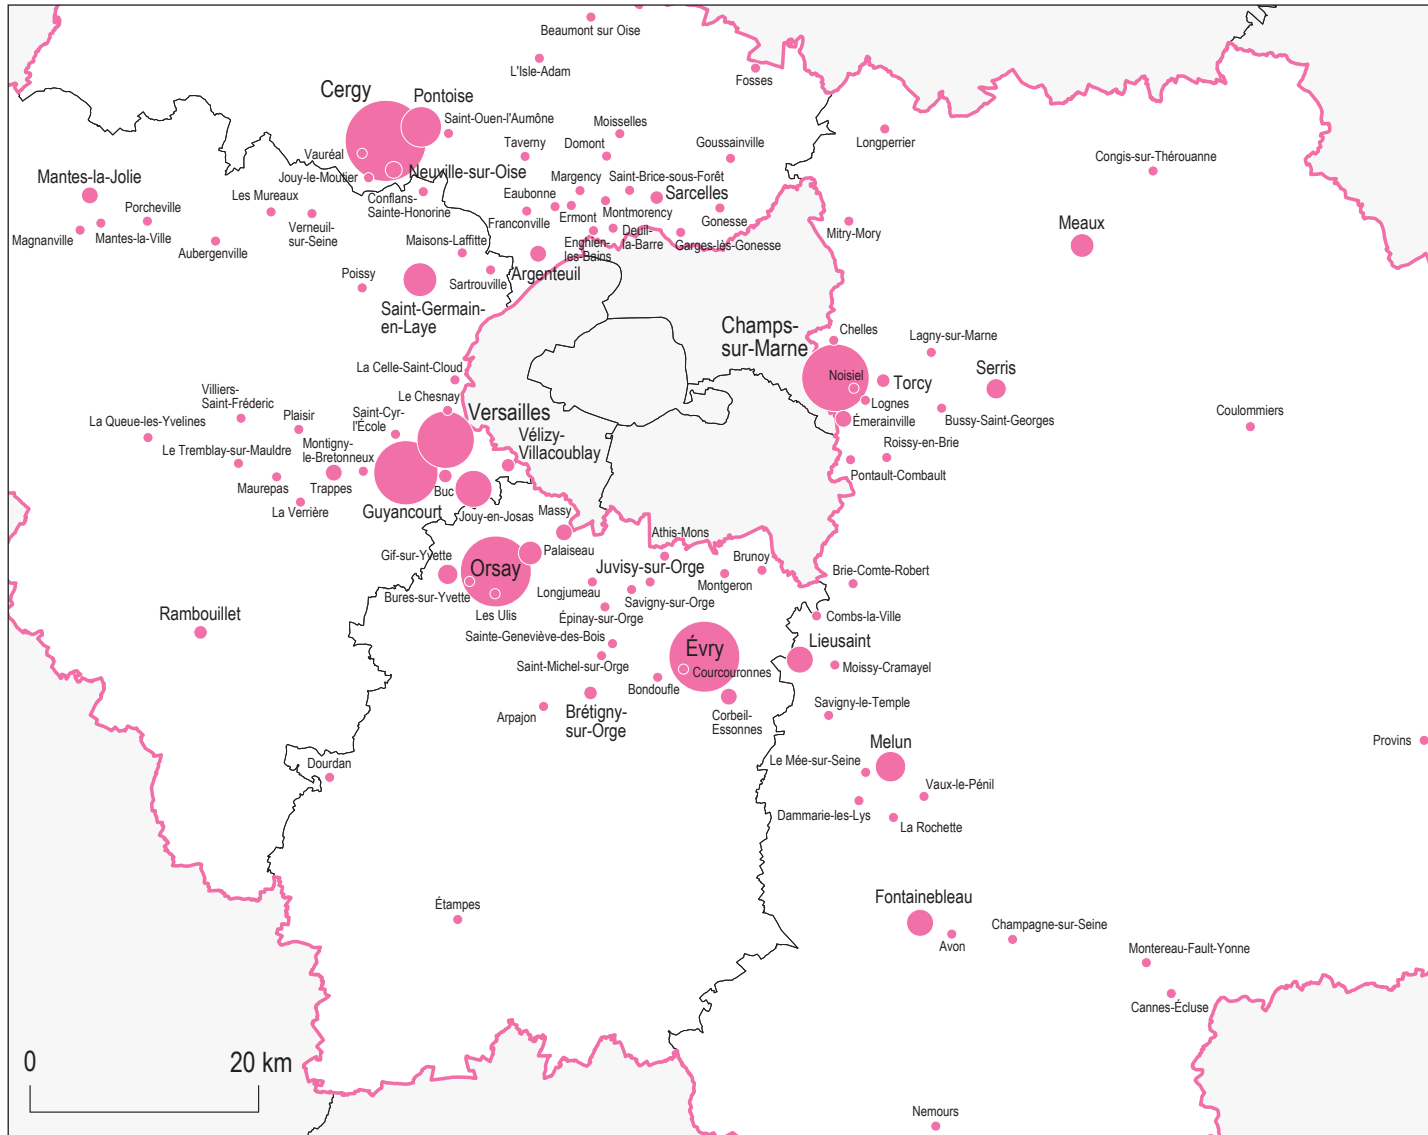 Beaumont sur Oise
L'Isle-Adam
Fosses
Cergy
Pontoise
Saint-Ouen-l'Aumône
Moisselles
Longperrier
Vauréal
Taverny
Domont
Goussainville
Congis-sur-Thérouanne
Mantes-la-Jolie
Jouy-le-Moutier
Neuville-sur-Oise
Margency
Saint-Brice-sous-Forêt
Sarcelles
Les Mureaux
Conflans-
Sainte-Honorine
Eaubonne
Porcheville
Franconville
Ermont
Montmorency
Gonesse
Meaux
Magnanville
Mantes-la-Ville
Verneuil-
sur-Seine
Deuil-
la-Barre
Mitry-Mory
Aubergenville
Maisons-Laffitte
Enghien-
les-Bains
Garges-lès-Gonesse
Poissy
Sartrouville
Argenteuil
Saint-Germain-
en-Laye
Champs-
sur-Marne
Chelles
Lagny-sur-Marne
La Celle-Saint-Cloud
Noisiel
Torcy
Serris
Villiers-
Saint-Fréderic
Le Chesnay
Lognes
La Queue-les-Yvelines
Plaisir
Saint-Cyr-
l'École
Versailles
Émerainville
Bussy-Saint-Georges
Coulommiers
Le Tremblay-sur-Mauldre
Montigny-
le-Bretonneux
Vélizy-
Villacoublay
Roissy-en-Brie
Maurepas
Trappes
Buc
Pontault-Combault
La Verrière
Guyancourt
Jouy-en-Josas
Massy
Athis-Mons
Gif-sur-Yvette
Orsay
Palaiseau
Juvisy-sur-Orge
Brunoy
Montgeron
Brie-Comte-Robert
Bures-sur-Yvette
Longjumeau
Savigny-sur-Orge
Les Ulis
Épinay-sur-Orge
Combs-la-Ville
Rambouillet
Sainte-Geneviève-des-Bois
Évry
Lieusaint
Saint-Michel-sur-Orge
Courcouronnes
Moissy-Cramayel
Bondoufle
Arpajon
Brétigny-
sur-Orge
Corbeil-
Essonnes
Savigny-le-Temple
Melun
Provins
Dourdan
Le Mée-sur-Seine
Vaux-le-Pénil
Dammarie-les-Lys
La Rochette
Étampes
Fontainebleau
Avon
Champagne-sur-Seine
Montereau-Fault-Yonne
Cannes-Écluse
0 20 km
Nemours